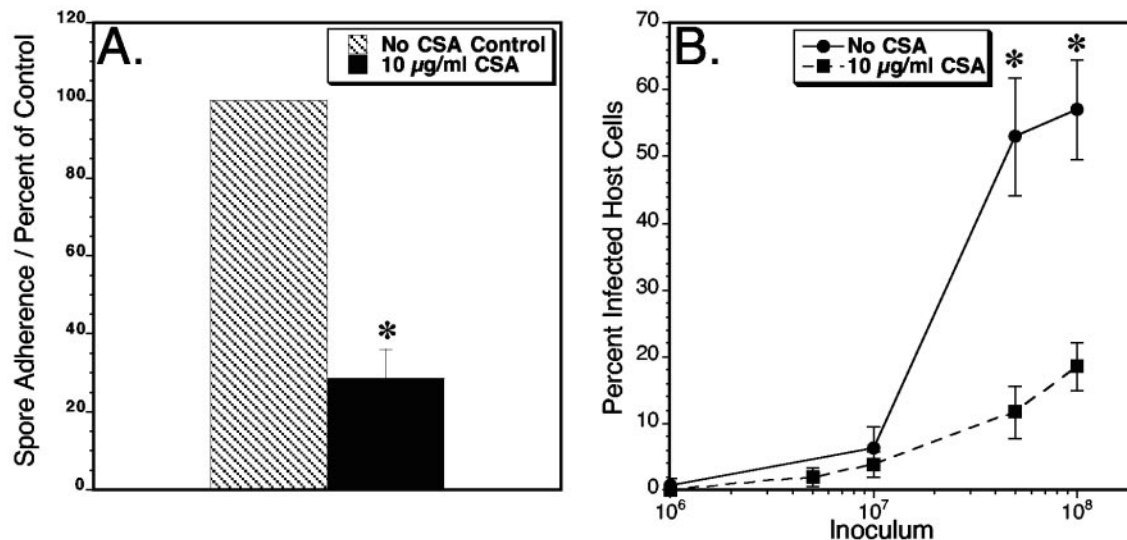 A.
No CSA Control
10 µg/ml CSA
Spore Adherence / Percent of Control
120
100
80
60
40
20
0
*
B.
No CSA
10 µg/ml CSA
Percent Infected Host Cells
70
60
50
40
30
20
10
0
* *
10⁶ 10⁷ 10⁸
Inoculum